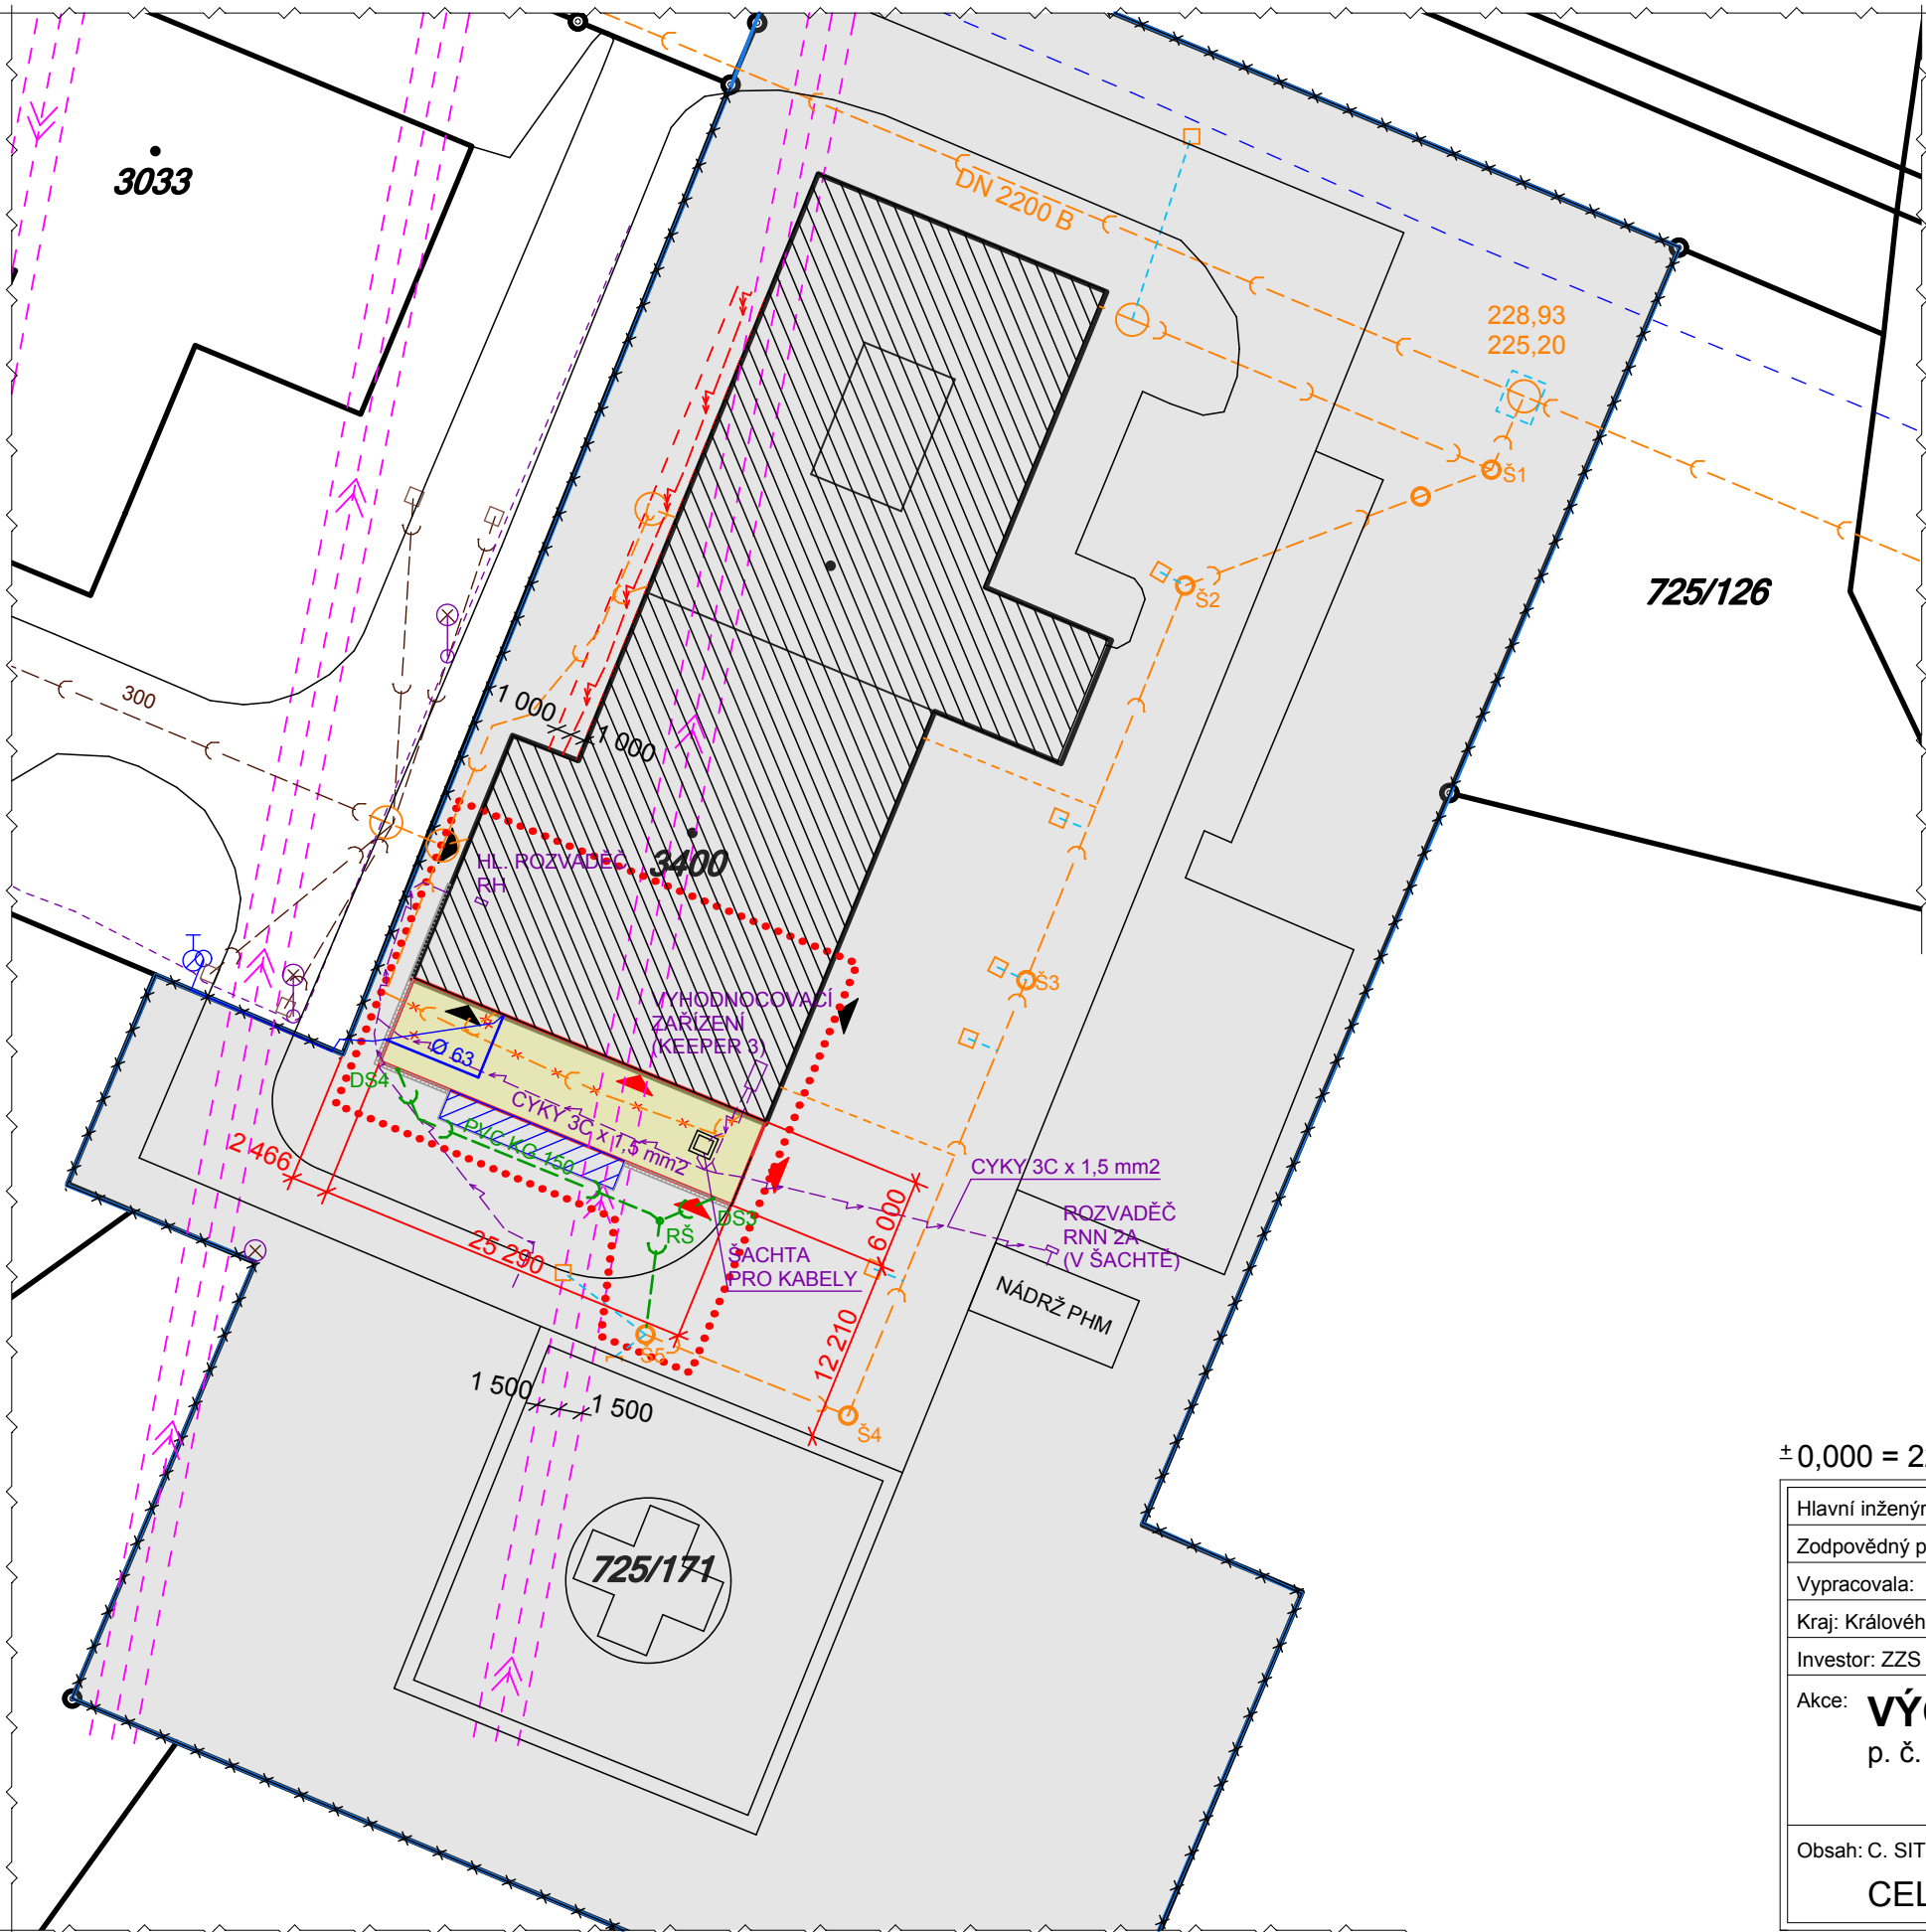 3033
DN 2200 B
228,93
225,20
Š1
725/126
Š2
300
1 000
1 000
HL. ROZVADĚČ
RH
3400
VYHODNOCOVACÍ
ZAŘÍZENÍ
(KEEPER 3)
Š3
Ø 63
DS4
CYKY 3C x 1,5 mm2
PVC KG 150
2 466
CYKY 3C x 1,5 mm2
6 000
ROZVADĚČ
RNN 2A
(V ŠACHTĚ)
DS3
RŠ
25 290
ŠACHTA
PRO KABELY
NÁDRŽ PHM
12 210
Š5
1 500
1 500
Š4
725/171
±0,000 = 2
Hlavní inženýr
Zodpovědný p
Vypracovala:
Kraj: Králových
Investor: ZZS
Akce: VÝ
p. č.
Obsah: C. SIT
CEL